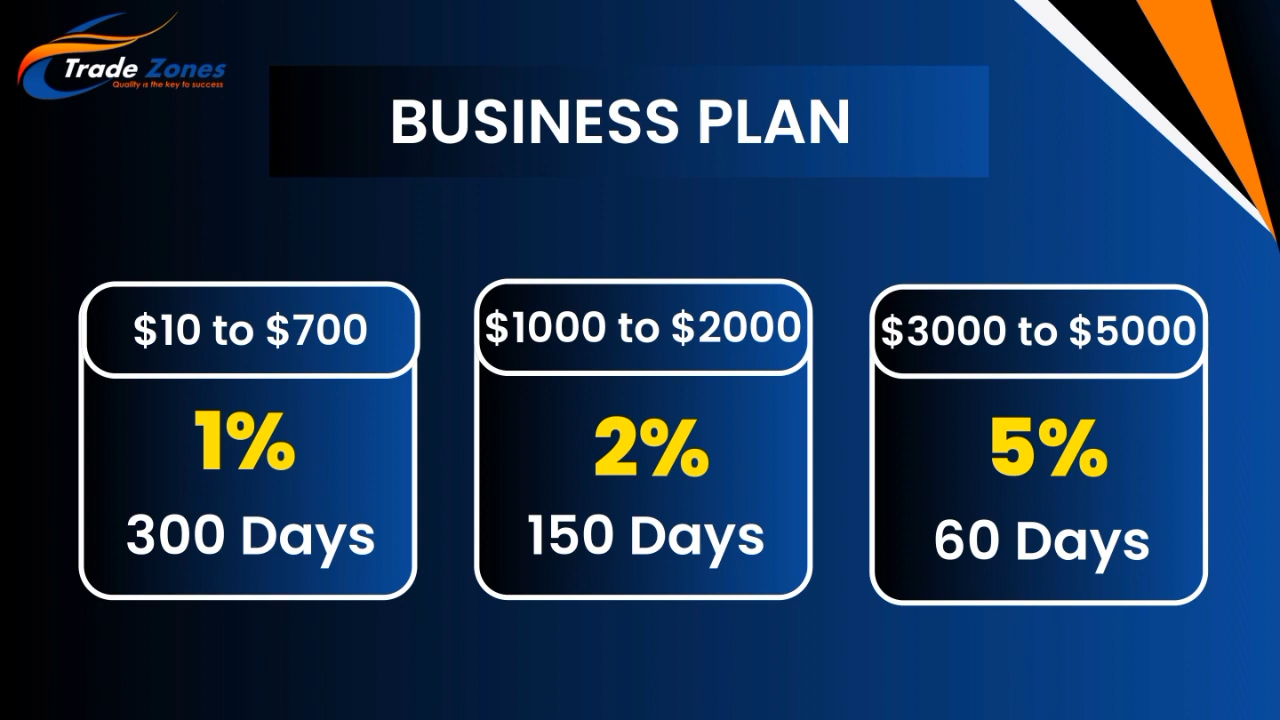 Trade Zones
Quality is the key to success
BUSINESS PLAN
$10 to $700
1%
300 Days
$1000 to $2000
2%
150 Days
$3000 to $5000
5%
60 Days